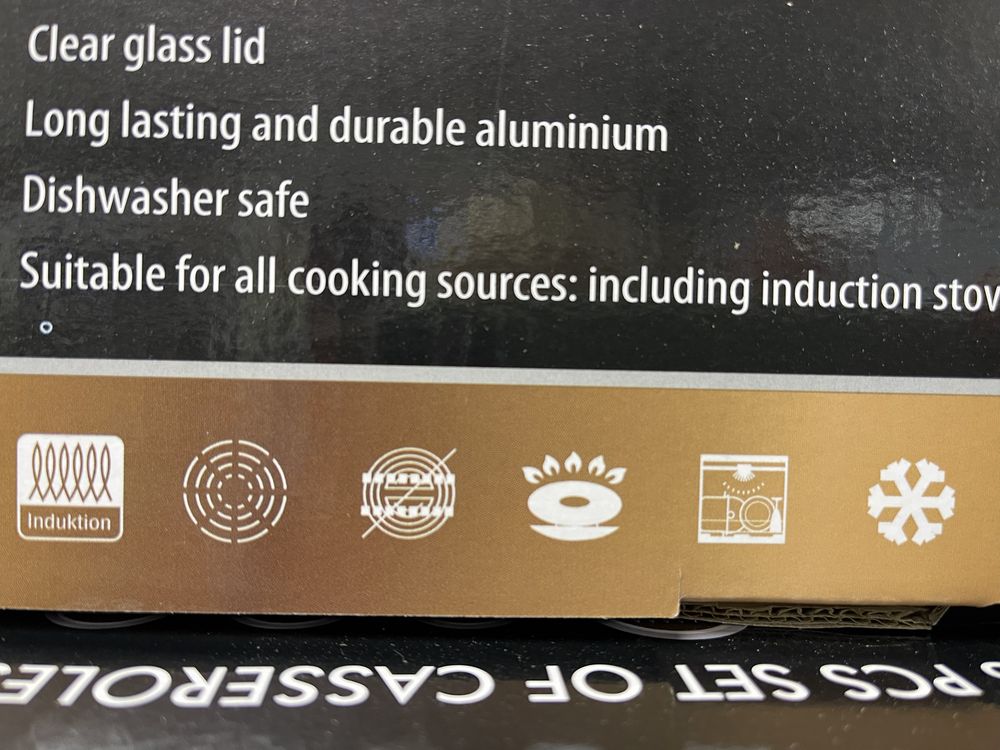 Clear glass lid
Long lasting and durable aluminium
Dishwasher safe
Suitable for all cooking sources: including induction stov
Induktion
PCS SET OF CASSEROLES